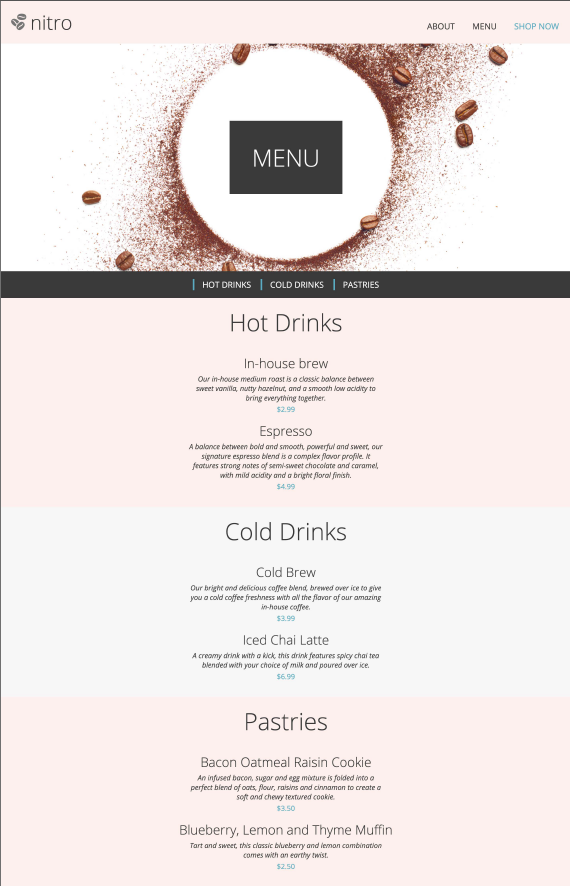 nitro
ABOUT MENU SHOP NOW
MENU
HOT DRINKS COLD DRINKS PASTRIES
Hot Drinks
In-house brew
Our in-house medium roast is a classic balance between
sweet vanilla, nutty hazelnut, and a smooth low acidity to
bring everything together.
$2.99
Espresso
A balance between bold and smooth, powerful and sweet, our
signature espresso blend is a complex flavor profile. It
features strong notes of semi-sweet chocolate and caramel,
with mild acidity and a bright floral finish.
$4.99
Cold Drinks
Cold Brew
Our bright and delicious coffee blend, brewed over ice to give
you a cold coffee freshness with all the flavor of our amazing
in-house coffee.
$3.99
Iced Chai Latte
A creamy drink with a kick, this drink features spicy chai tea
blended with your choice of milk and poured over ice.
$6.99
Pastries
Bacon Oatmeal Raisin Cookie
An infused bacon, sugar and egg mixture is folded into a
perfect blend of oats, flour, raisins and cinnamon to create a
soft and chewy textured cookie.
$3.50
Blueberry, Lemon and Thyme Muffin
Tart and sweet, this classic blueberry and lemon combination
comes with an earthy twist.
$2.50